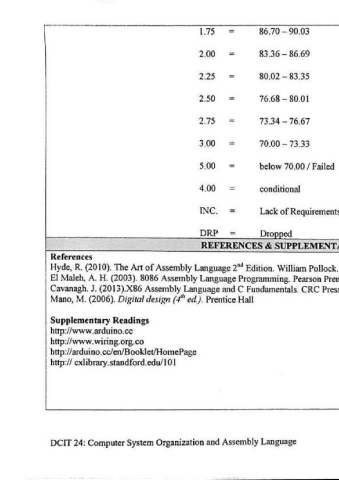 1.75 = 86.70 – 90.03
2.00 = 83.36 – 86.69
2.25 = 80.02 – 83.35
2.50 = 76.68 – 80.01
2.75 = 73.34 – 76.67
3.00 = 70.00 – 73.33
5.00 = below 70.00 / Failed
4.00 = conditional
INC. = Lack of Requirements
DRP = Dropped
REFERENCES & SUPPLEMENTA
References
Hyde, R. (2010). The Art of Assembly Language 2nd Edition. William Pollock.
El Maleh, A. H. (2003). 8086 Assembly Language Programming. Pearson Pren
Cavanagh. J. (2013).X86 Assembly Language and C Fundamentals. CRC Press
Mano, M. (2006). Digital design (4th ed.). Prentice Hall
Supplementary Readings
http://www.arduino.cc
http://www.wiring.org.co
http://arduino.cc/en/Booklet/HomePage
http:// cxlibrary.standford.edu/101
DCIT 24: Computer System Organization and Assembly Language